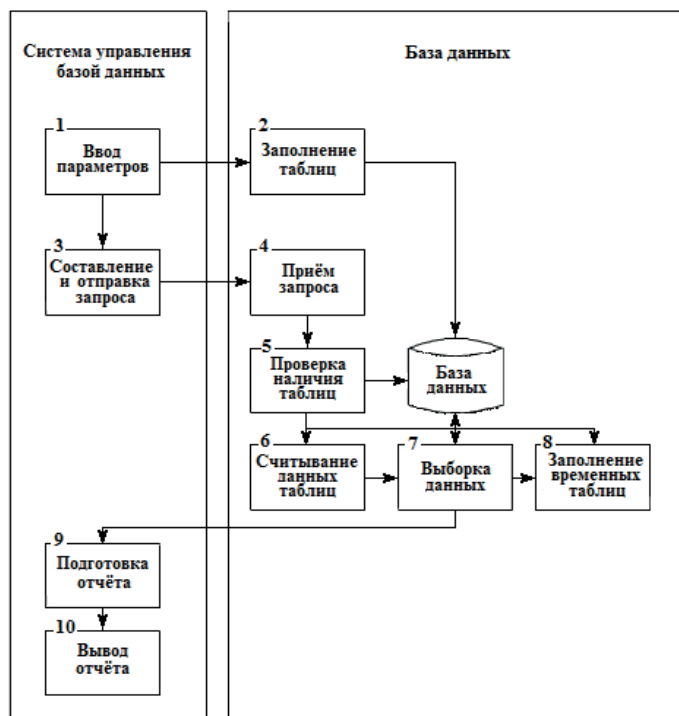 Система управления
базой данных
База данных
1
Ввод
параметров
2
Заполнение
таблиц
3
Составление
и отправка
запроса
4
Приём
запроса
5
Проверка
наличия
таблиц
База
данных
6
Считывание
данных
таблиц
7
Выборка
данных
8
Заполнение
временных
таблиц
9
Подготовка
отчёта
10
Вывод
отчёта